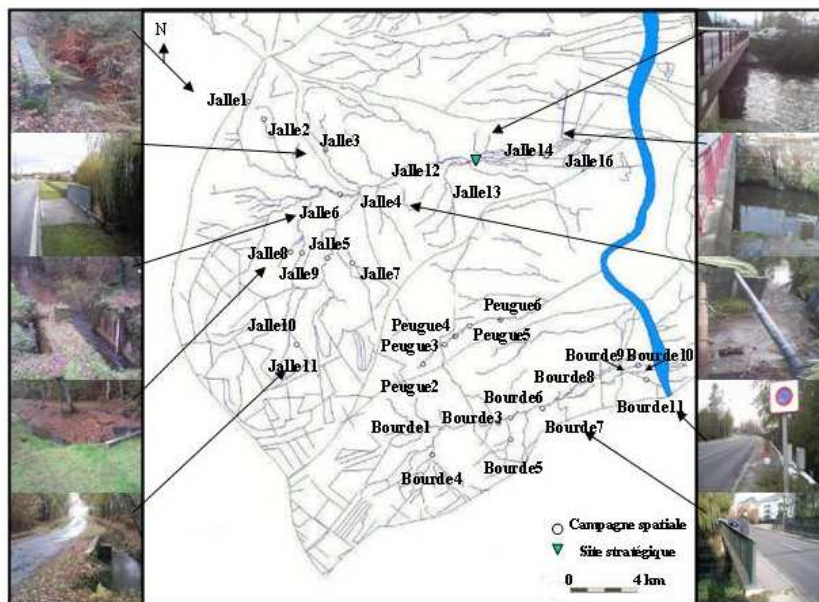 N
Jalle1
Jalle2
Jalle3
Jalle12
Jalle14
Jalle16
Jalle6
Jalle4
Jalle13
Jalle8
Jalle5
Jalle9
Jalle7
Jalle10
Jalle11
Peugue6
Peugue4
Peugue5
Peugue3
Peugue2
Bourde9
Bourde10
Bourde8
Bourde6
Bourde3
Bourde11
Bourde1
Bourde7
Bourde5
Bourde4
Campagne spatiale
Site stratégique
0 4 km